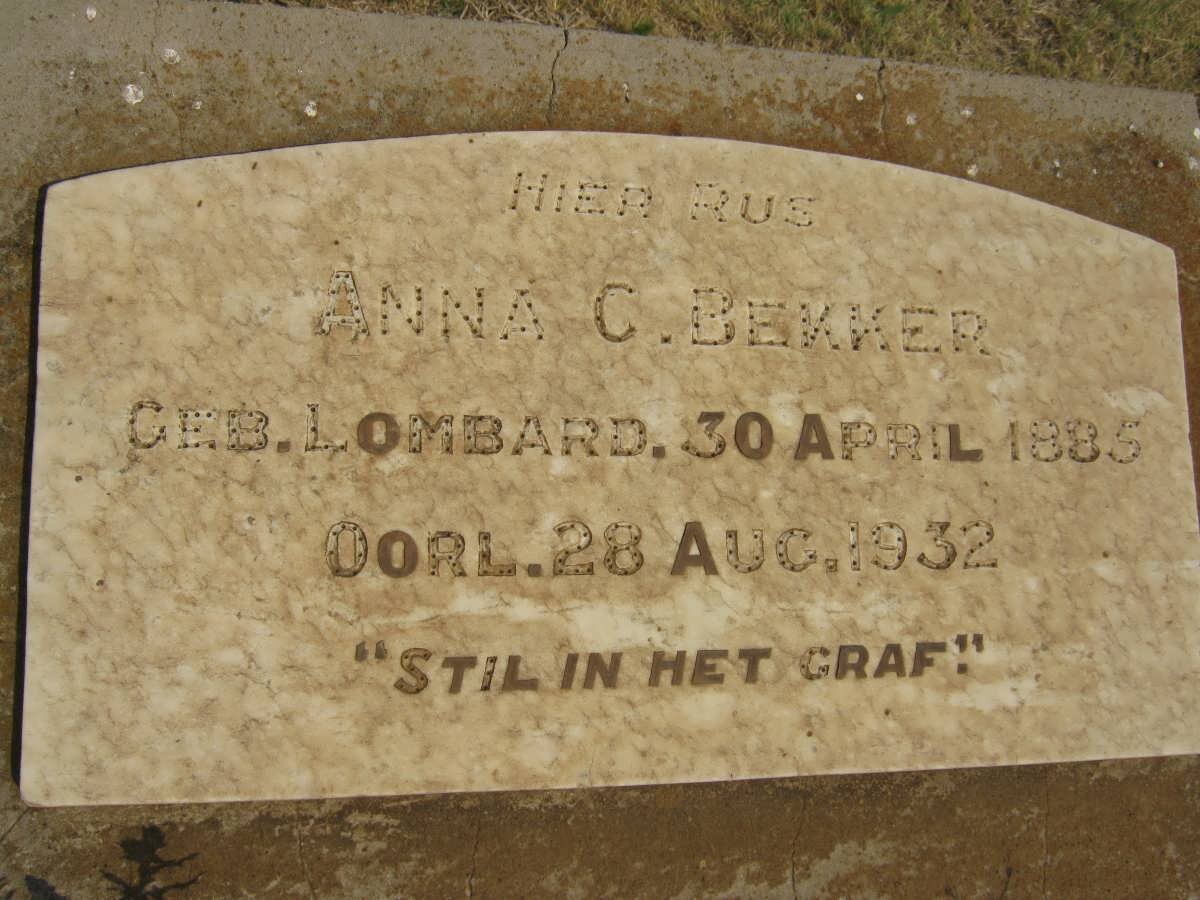 HIER RUS
ANNA C. BEKKER
GEB. LOMBARD. 30 APRIL 1885
OORL. 28 AUG. 1932
"STIL IN HET GRAF."